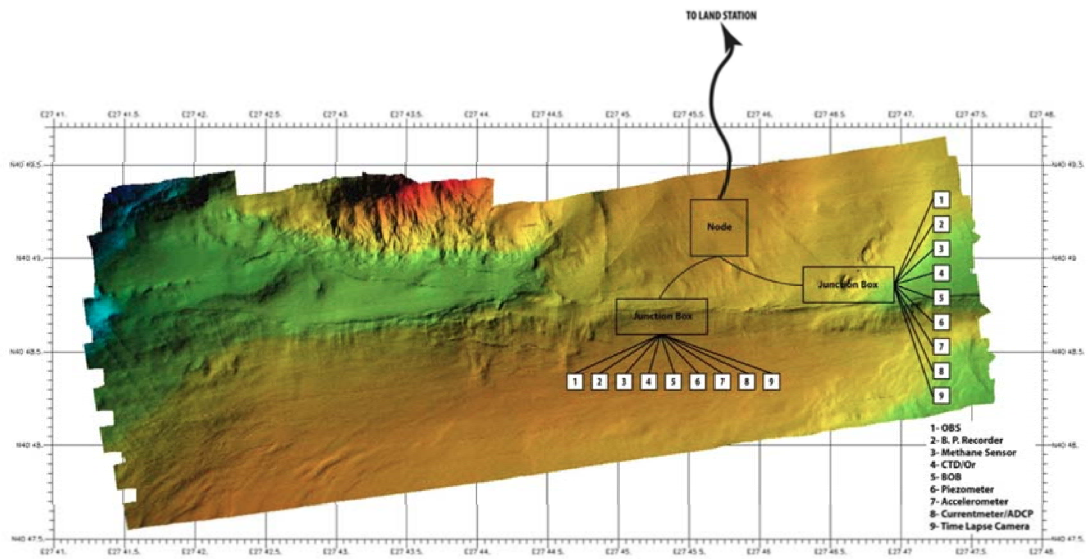 TO LAND STATION
E27 41. E27 41.5. E27 42. E27 42.5. E27 43. E27 43.5. E27 44. E27 44.5. E27 45. E27 45.5. E27 46. E27 46.5. E27 47. E27 47.5. E27 48.
N40 49.5. N40 49.5.
Node
1
2
N40 49. N40 49.
3
4
Junction Box
5
Junction Box
6
7
N40 48.5. N40 48.5.
8
1 2 3 4 5 6 7 8 9
9
1- OBS
2- B. P. Recorder
N40 48. N40 48.
3- Methane Sensor
4- CTD/Or
5- BOB
6- Piezometer
7- Accelerometer
8- Currentmeter/ADCP
9- Time Lapse Camera
N40 47.5. N40 47.5.
E27 41. E27 41.5. E27 42. E27 42.5. E27 43. E27 43.5. E27 44. E27 44.5. E27 45. E27 45.5. E27 46. E27 46.5. E27 47. E27 47.5. E27 48.